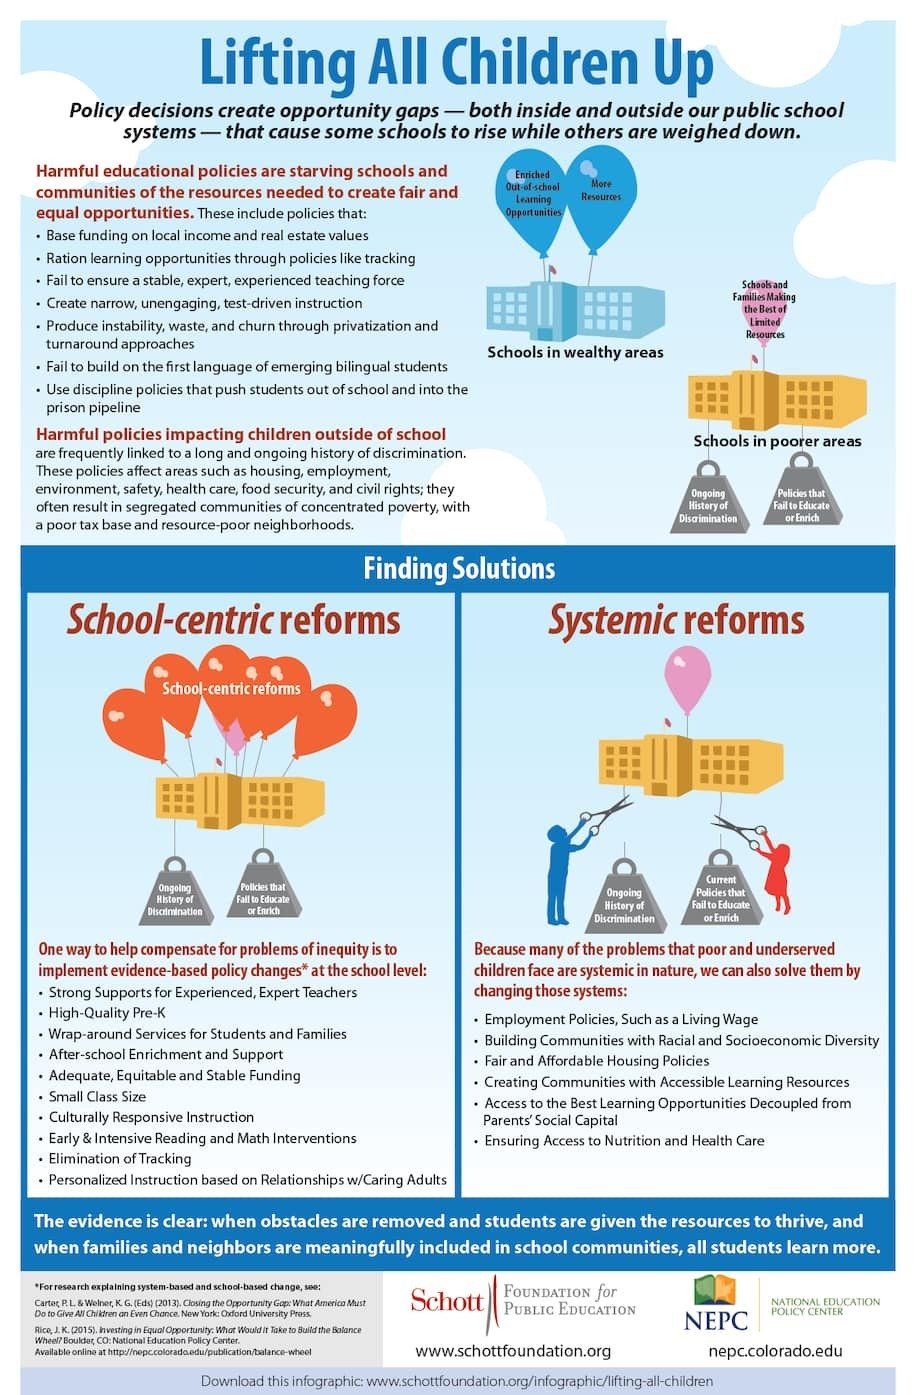 Lifting All Children Up
Policy decisions create opportunity gaps — both inside and outside our public school
systems — that cause some schools to rise while others are weighed down.
Harmful educational policies are starving schools and
communities of the resources needed to create fair and
equal opportunities. These include policies that:
• Base funding on local income and real estate values
• Ration learning opportunities through policies like tracking
• Fail to ensure a stable, expert, experienced teaching force
• Create narrow, unengaging, test-driven instruction
• Produce instability, waste, and churn through privatization and
turnaround approaches
• Fail to build on the first language of emerging bilingual students
• Use discipline policies that push students out of school and into the
prison pipeline
Harmful policies impacting children outside of school
are frequently linked to a long and ongoing history of discrimination.
These policies affect areas such as housing, employment,
environment, safety, health care, food security, and civil rights; they
often result in segregated communities of concentrated poverty, with
a poor tax base and resource-poor neighborhoods.
Enriched
Out-of-school
Learning
Opportunities
More
Resources
Schools in wealthy areas
Schools and
Families Making
the Best of
Limited
Resources
Schools in poorer areas
Ongoing
History of
Discrimination
Policies that
Fail to Educate
or Enrich
Finding Solutions
School-centric reforms
School-centric reforms
Ongoing
History of
Discrimination
Policies that
Fail to Educate
or Enrich
One way to help compensate for problems of inequity is to
implement evidence-based policy changes* at the school level:
• Strong Supports for Experienced, Expert Teachers
• High-Quality Pre-K
• Wrap-around Services for Students and Families
• After-school Enrichment and Support
• Adequate, Equitable and Stable Funding
• Small Class Size
• Culturally Responsive Instruction
• Early & Intensive Reading and Math Interventions
• Elimination of Tracking
• Personalized Instruction based on Relationships w/Caring Adults
Systemic reforms
Ongoing
History of
Discrimination
Current
Policies that
Fail to Educate
or Enrich
Because many of the problems that poor and underserved
children face are systemic in nature, we can also solve them by
changing those systems:
• Employment Policies, Such as a Living Wage
• Building Communities with Racial and Socioeconomic Diversity
• Fair and Affordable Housing Policies
• Creating Communities with Accessible Learning Resources
• Access to the Best Learning Opportunities Decoupled from
Parents' Social Capital
• Ensuring Access to Nutrition and Health Care
The evidence is clear: when obstacles are removed and students are given the resources to thrive, and
when families and neighbors are meaningfully included in school communities, all students learn more.
*For research explaining system-based and school-based change, see:
Carter, P. L. & Welner, K. G. (Eds) (2013). Closing the Opportunity Gap: What America Must
Do to Give All Children an Even Chance. New York: Oxford University Press.
Rice, J. K. (2015). Investing in Equal Opportunity: What Would it Take to Build the Balance
Wheel? Boulder, CO: National Education Policy Center.
Available online at http://nepc.colorado.edu/publication/balance-wheel
Schott FOUNDATION for
PUBLIC EDUCATION
www.schottfoundation.org
NEPC
NATIONAL EDUCATION
POLICY CENTER
nepc.colorado.edu
Download this infographic: www.schottfoundation.org/infographic/lifting-all-children